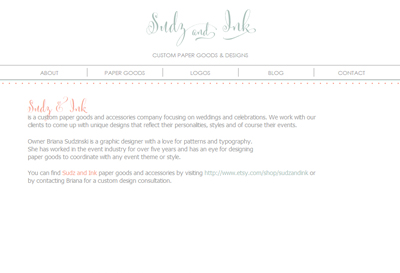 Sudz and Ink
CUSTOM PAPER GOODS & DESIGNS
ABOUT
PAPER GOODS
LOGOS
BLOG
CONTACT
Sudz & Ink
is a custom paper goods and accessories company focusing on weddings and celebrations. We work with our
clients to come up with unique designs that reflect their personalities, styles and of course their events.
Owner Briana Sudzinski is a graphic designer with a love for patterns and typography.
She has worked in the event industry for over five years and has an eye for designing
paper goods to coordinate with any event theme or style.
You can find Sudz and Ink paper goods and accessories by visiting http://www.etsy.com/shop/sudzandink or
by contacting Briana for a custom design consultation.